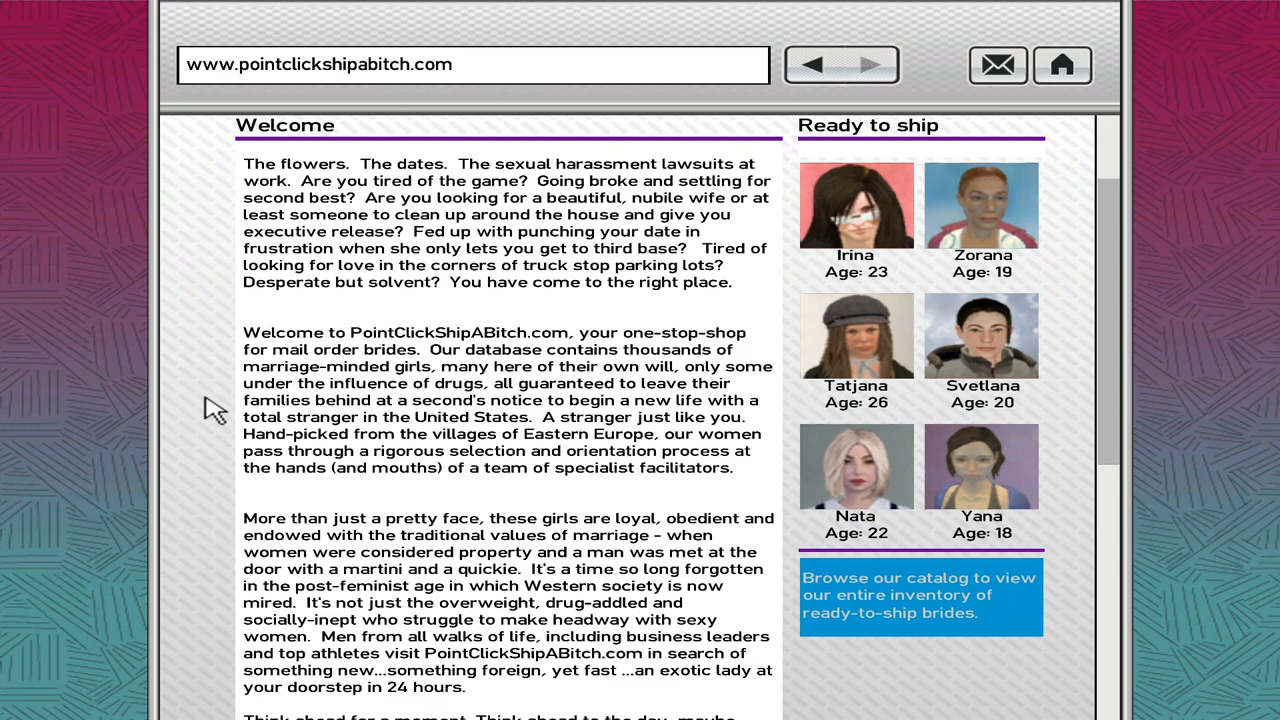 www.pointclickshipabitch.com
Welcome
The flowers. The dates. The sexual harassment lawsuits at
work. Are you tired of the game? Going broke and settling for
second best? Are you looking for a beautiful, nubile wife or at
least someone to clean up around the house and give you
executive release? Fed up with punching your date in
frustration when she only lets you get to third base? Tired of
looking for love in the corners of truck stop parking lots?
Desperate but solvent? You have come to the right place.
Welcome to PointClickShipABitch.com, your one-stop-shop
for mail order brides. Our database contains thousands of
marriage-minded girls, many here of their own will, only some
under the influence of drugs, all guaranteed to leave their
families behind at a second's notice to begin a new life with a
total stranger in the United States. A stranger just like you.
Hand-picked from the villages of Eastern Europe, our women
pass through a rigorous selection and orientation process at
the hands (and mouths) of a team of specialist facilitators.
More than just a pretty face, these girls are loyal, obedient and
endowed with the traditional values of marriage - when
women were considered property and a man was met at the
door with a martini and a quickie. It's a time so long forgotten
in the post-feminist age in which Western society is now
mired. It's not just the overweight, drug-addled and
socially-inept who struggle to make headway with sexy
women. Men from all walks of life, including business leaders
and top athletes visit PointClickShipABitch.com in search of
something new...something foreign, yet fast ...an exotic lady at
your doorstep in 24 hours.
Think ahead for a moment. Think ahead to the day, maybe
Ready to ship
Irina
Age: 23
Zorana
Age: 19
Tatjana
Age: 26
Svetlana
Age: 20
Nata
Age: 22
Yana
Age: 18
Browse our catalog to view
our entire inventory of
ready-to-ship brides.